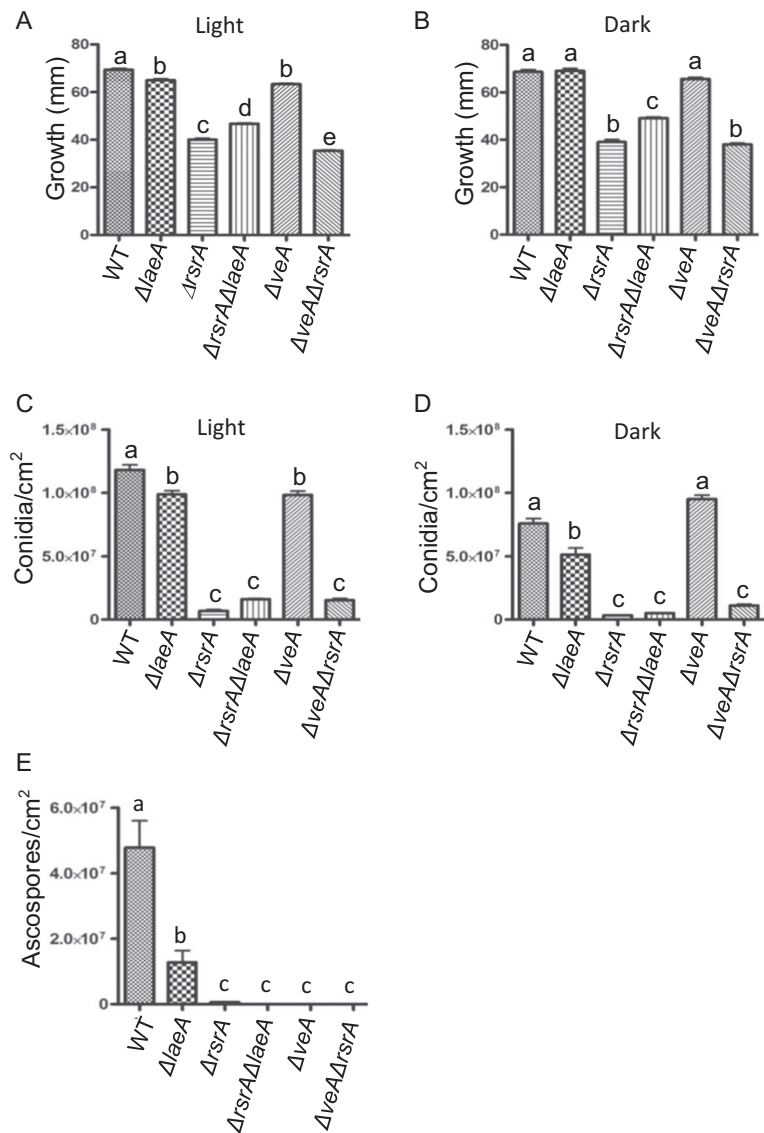 A
Light
Growth (mm)
80
60
40
20
0
a
b
c
d
b
e
WT
ΔlaeA
ΔrsrA
ΔrsrAΔlaeA
ΔveA
ΔveAΔrsrA
B
Dark
Growth (mm)
80
60
40
20
0
a
a
b
c
a
b
WT
ΔlaeA
ΔrsrA
ΔrsrAΔlaeA
ΔveA
ΔveAΔrsrA
C
Light
Conidia/cm²
1.5×10⁸
1.0×10⁸
5.0×10⁷
0
a
b
c
c
b
c
WT
ΔlaeA
ΔrsrA
ΔrsrAΔlaeA
ΔveA
ΔveAΔrsrA
D
Dark
Conidia/cm²
1.5×10⁸
1.0×10⁸
5.0×10⁷
0
a
b
c
c
a
c
WT
ΔlaeA
ΔrsrA
ΔrsrAΔlaeA
ΔveA
ΔveAΔrsrA
E
Ascospores/cm²
6.0×10⁷
4.0×10⁷
2.0×10⁷
0
a
b
c
c
c
c
WT
ΔlaeA
ΔrsrA
ΔrsrAΔlaeA
ΔveA
ΔveAΔrsrA